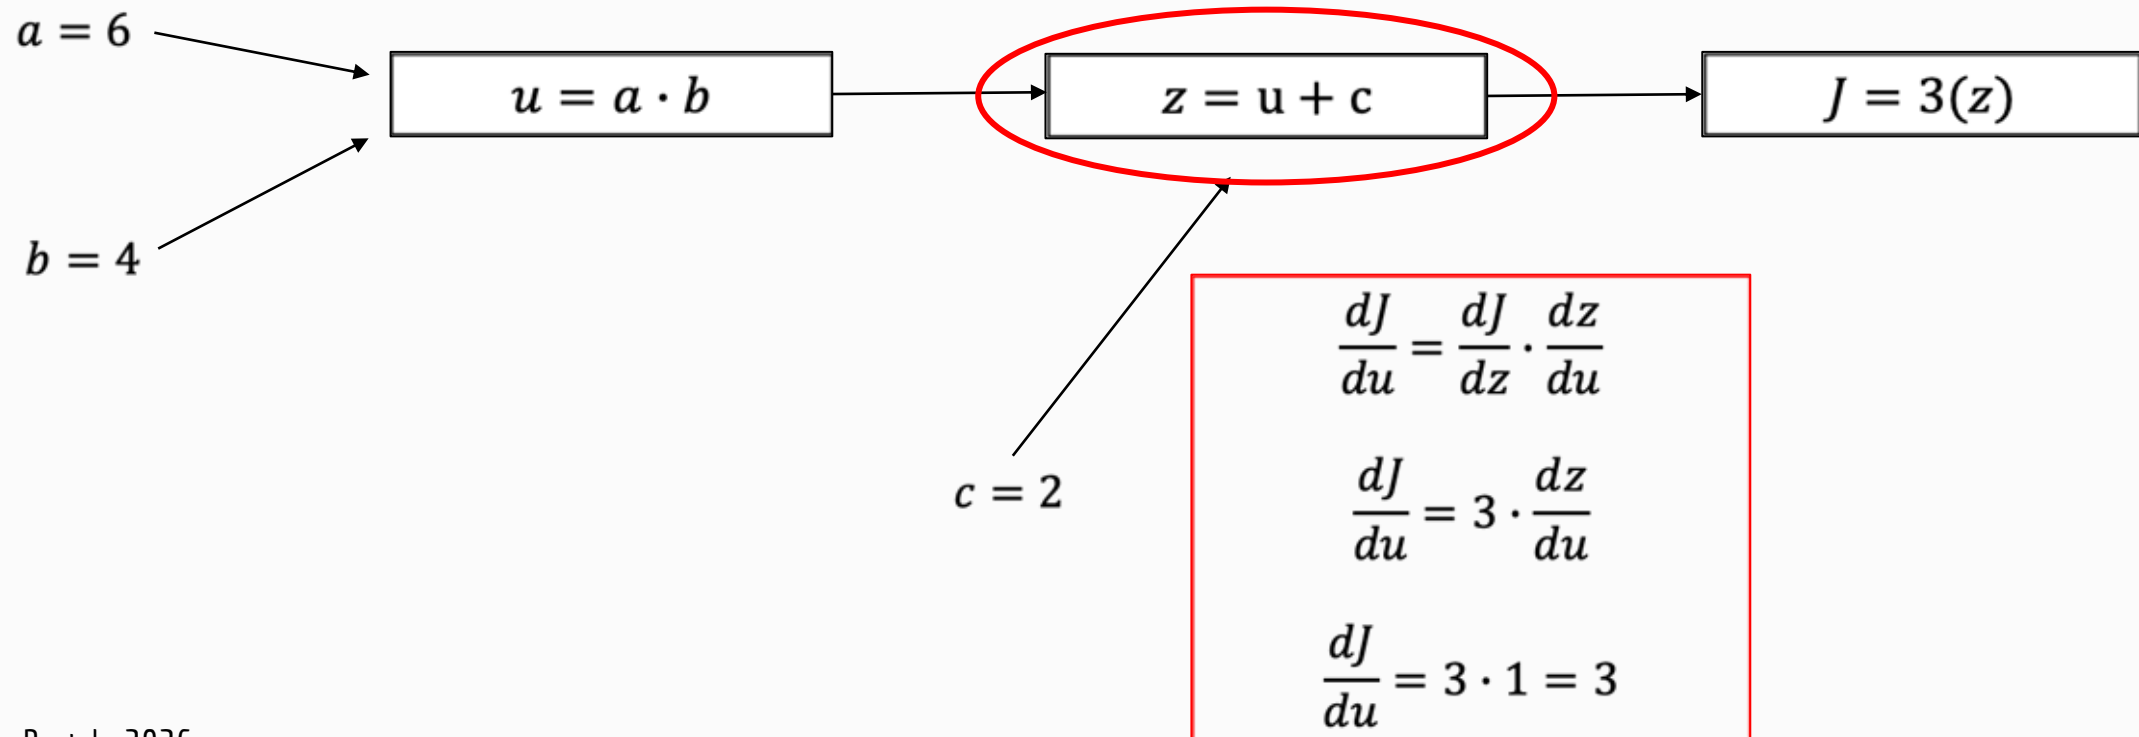 a = 6
u = a · b
z = u + c
J = 3(z)
b = 4
c = 2
dJ/du = dJ/dz · dz/du
dJ/du = 3 · dz/du
dJ/du = 3 · 1 = 3